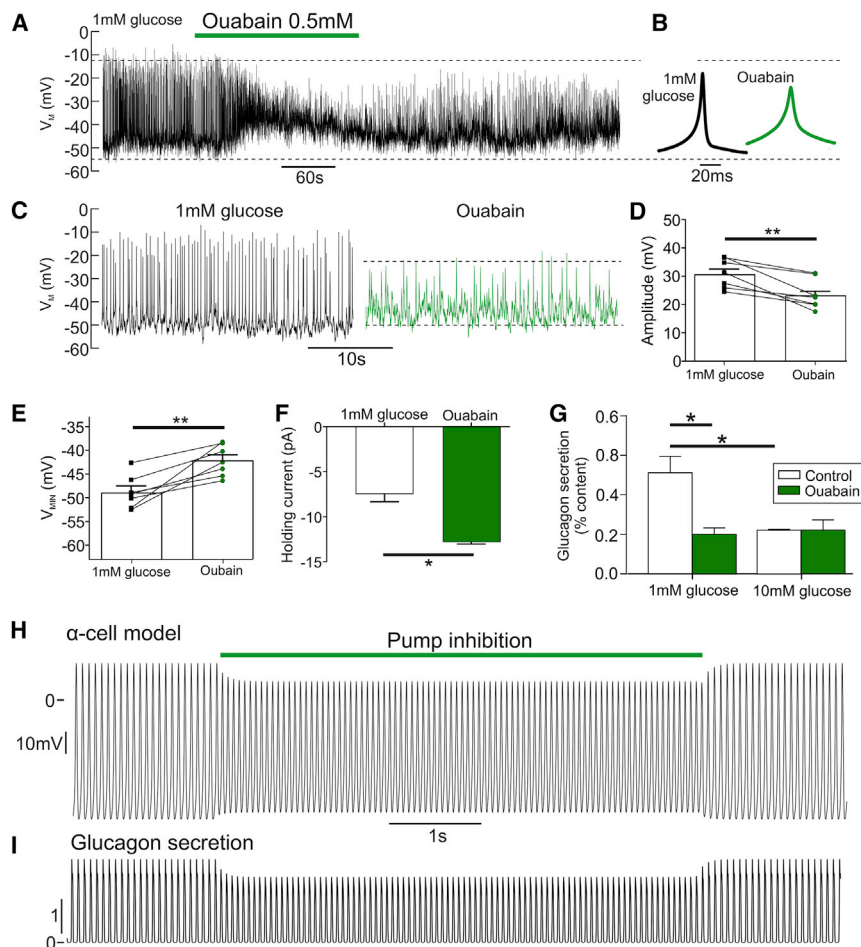 A
1mM glucose
Ouabain 0.5mM
0
-10
-20
-30
-40
-50
-60
V_M (mV)
60s
B
1mM
glucose
Ouabain
20ms
C
1mM glucose
Ouabain
0
-10
-20
-30
-40
-50
-60
V_M (mV)
10s
D
**
50
40
30
20
10
0
Amplitude (mV)
1mM glucose
Oubain
E
**
-35
-40
-45
-50
-55
-60
V_MIN (mV)
1mM glucose
Oubain
F
1mM glucose
Ouabain
0
-5
-10
-15
Holding current (pA)
*
G
*
*
0.6
0.4
0.2
0.0
Glucagon secretion
(% content)
Control
Ouabain
1mM glucose
10mM glucose
H
α-cell model
Pump inhibition
0-
10mV
1s
I
Glucagon secretion
1
0-